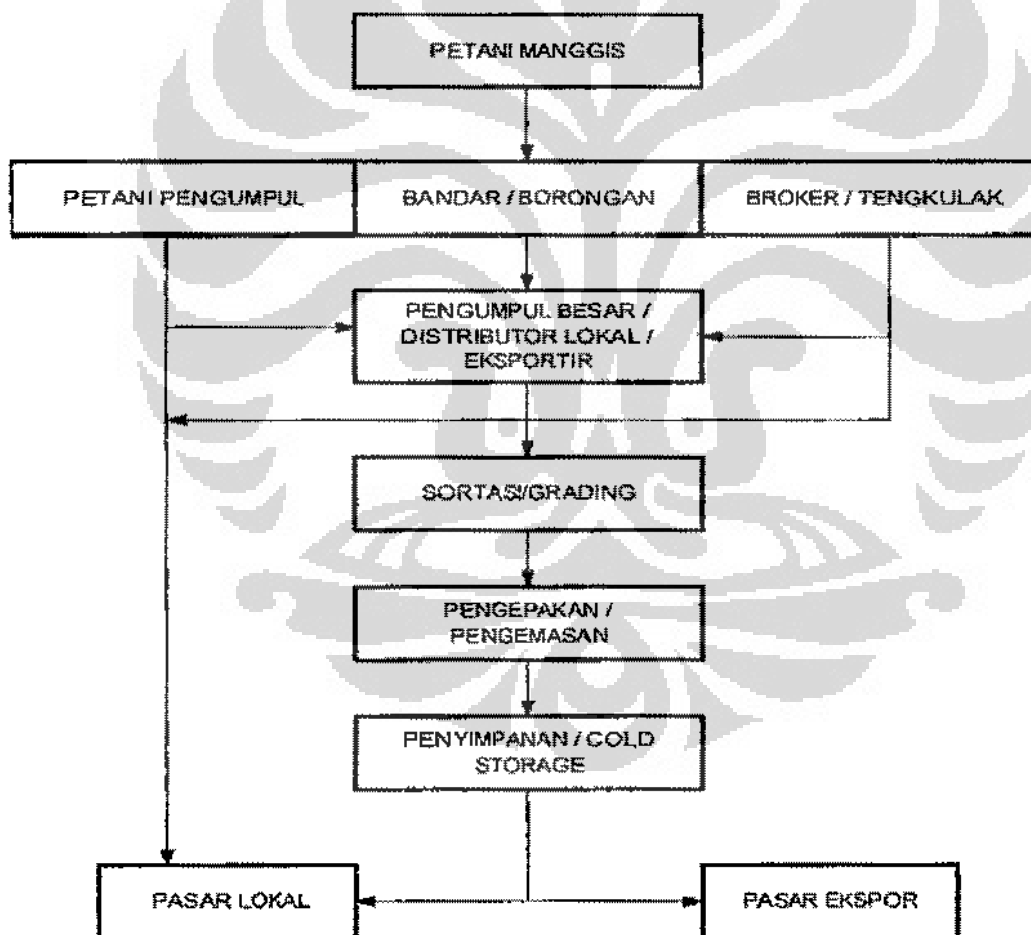 PETANI MANGGIS
PETANI PENGUMPUL
BANDAR / BORONGAN
BROKER / TENGKULAK
PENGUMPUL BESAR /
DISTRIBUTOR LOKAL /
EKSPORTIR
SORTASI/GRADING
PENGEPAKAN /
PENGEMASAN
PENYIMPANAN / COLD
STORAGE
PASAR LOKAL
PASAR EKSPOR